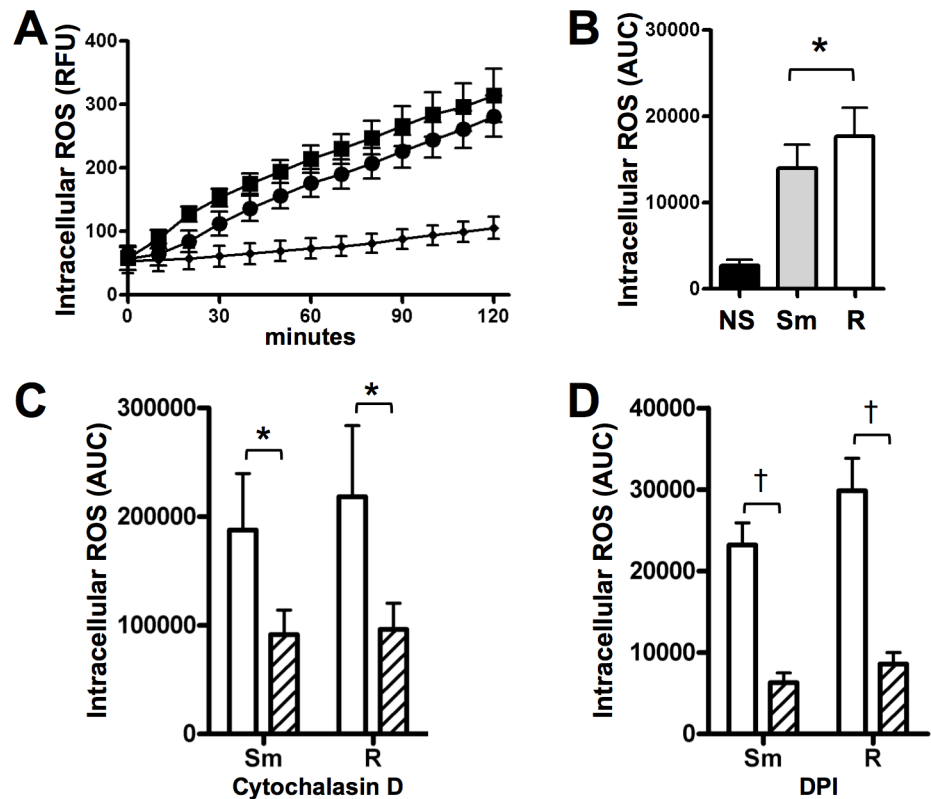 A
Intracellular ROS (RFU)
400
300
200
100
0
0 30 60 90 120
minutes
B
Intracellular ROS (AUC)
30000
20000
10000
0
*
NS Sm R
C
Intracellular ROS (AUC)
300000
200000
100000
0
* *
Sm R
Cytochalasin D
D
Intracellular ROS (AUC)
40000
30000
20000
10000
0
† †
Sm R
DPI